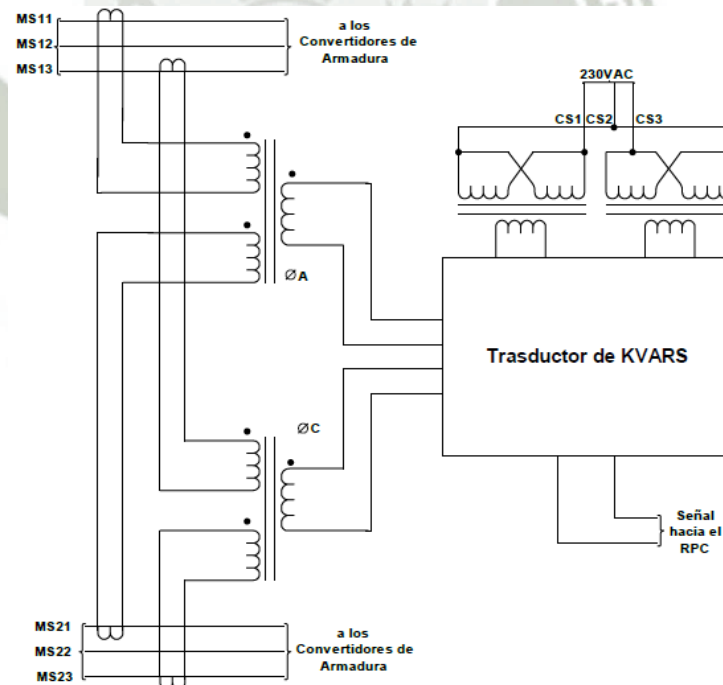 MS11
MS12
MS13
a los
Convertidores de
Armadura
230VAC
CS1 CS2 CS3
ØA
Trasductor de KVARS
ØC
Señal
hacia el
RPC
MS21
MS22
MS23
a los
Convertidores de
Armadura